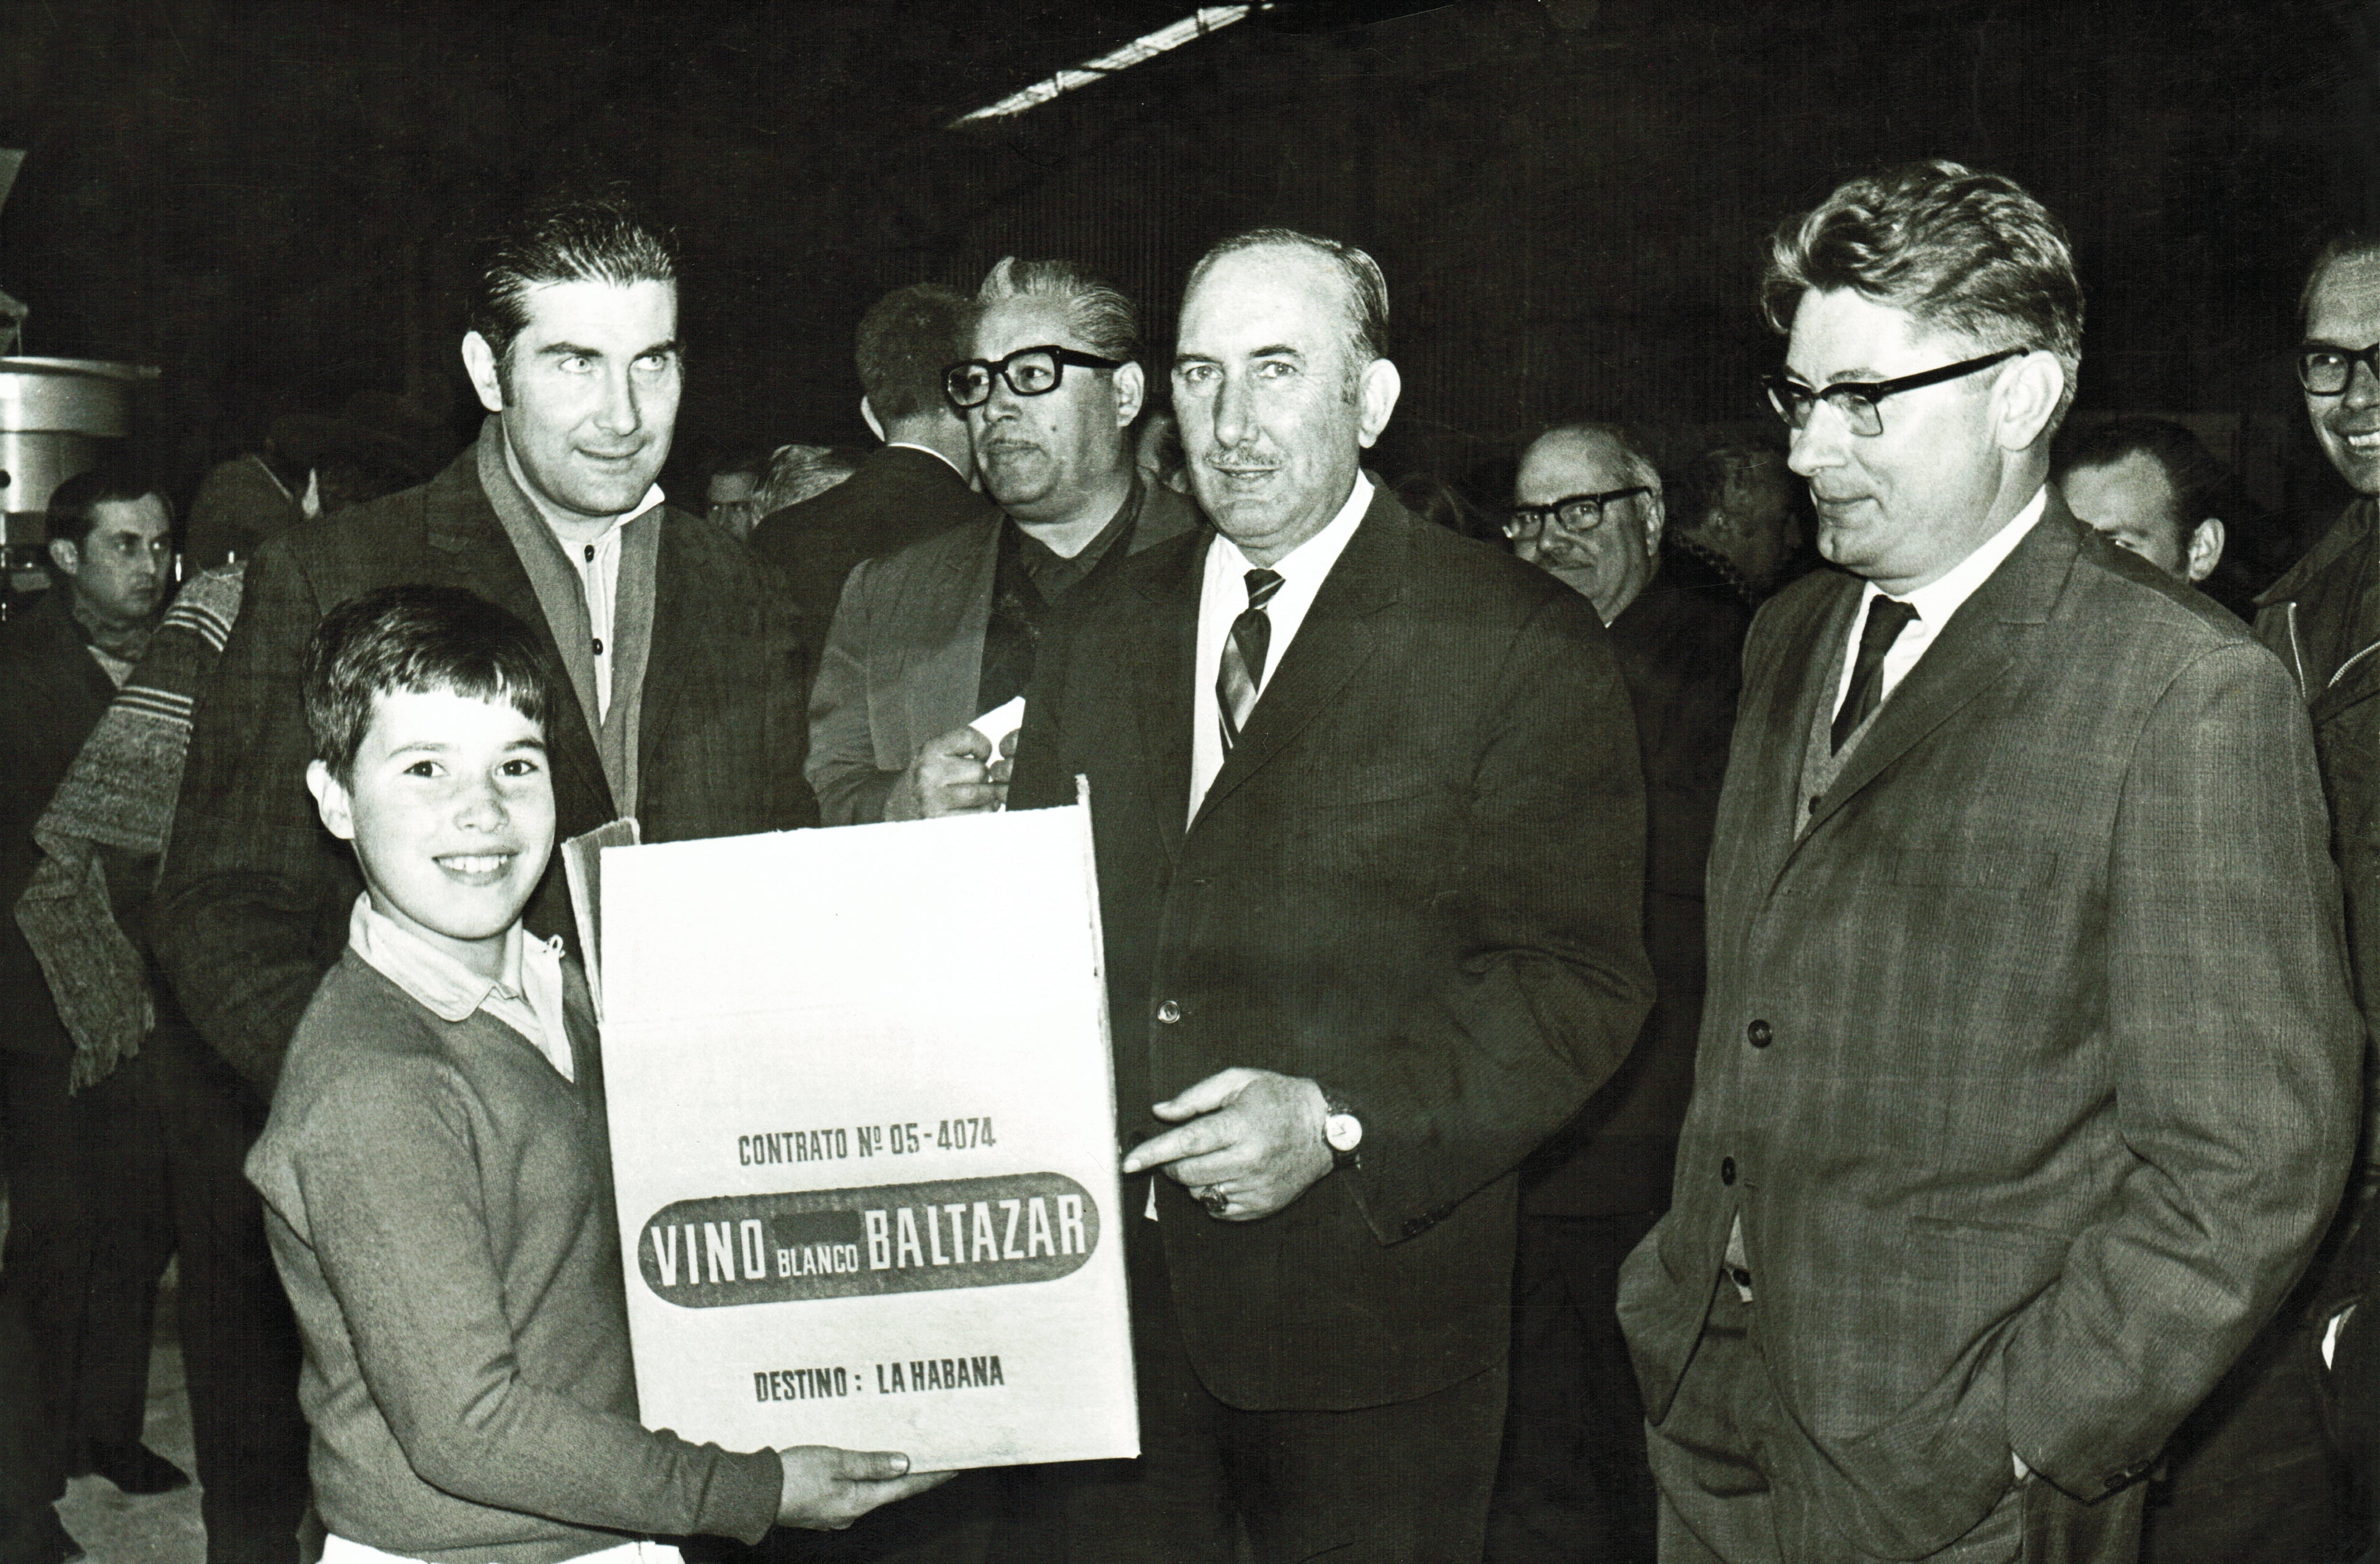 CONTRATO Nº 05-4074
VINO BLANCO BALTAZAR
DESTINO: LA HABANA